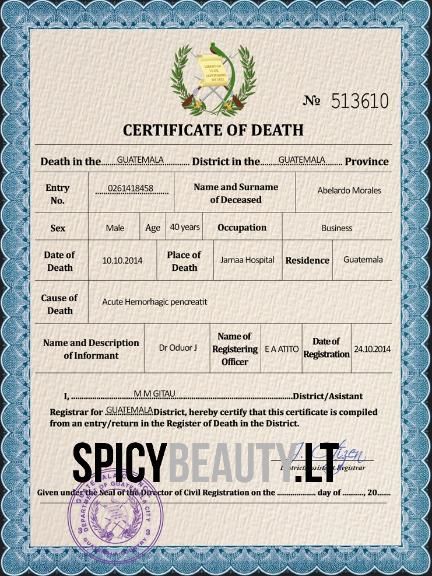 № 513610
CERTIFICATE OF DEATH
Death in the GUATEMALA District in the GUATEMALA Province
Entry No. 0261418458 Name and Surname of Deceased Abelardo Morales
Sex Male Age 40 years Occupation Business
Date of Death 10.10.2014 Place of Death Jamaa Hospital Residence Guatemala
Cause of Death Acute Hemorhagic pencreatit
Name and Description of Informant Dr Oduor J Name of Registering Officer E A ATITO Date of Registration 24.10.2014
I, M M GITAU District/Asistant
Registrar for GUATEMALA District, hereby certify that this certificate is compiled
from an entry/return in the Register of Death in the District.
J. Citizen
District/Assistant Registrar
SPICYBEAUTY.LT
Given under the Seal of the Director of Civil Registration on the ................ day of ........., 20.....